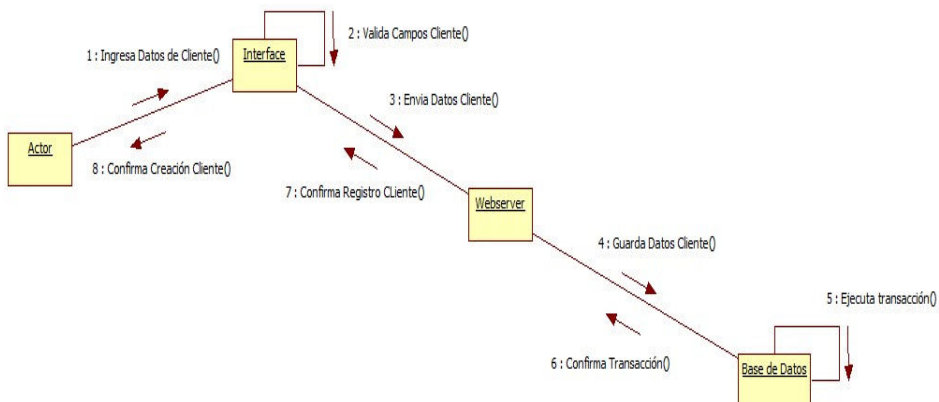 2 : Valida Campos Cliente()
1 : Ingresa Datos de Cliente()
Interface
3 : Envia Datos Cliente()
Actor
8 : Confirma Creación Cliente()
7 : Confirma Registro CLiente()
Webserver
4 : Guarda Datos Cliente()
5 : Ejecuta transacción()
6 : Confirma Transacción()
Base de Datos